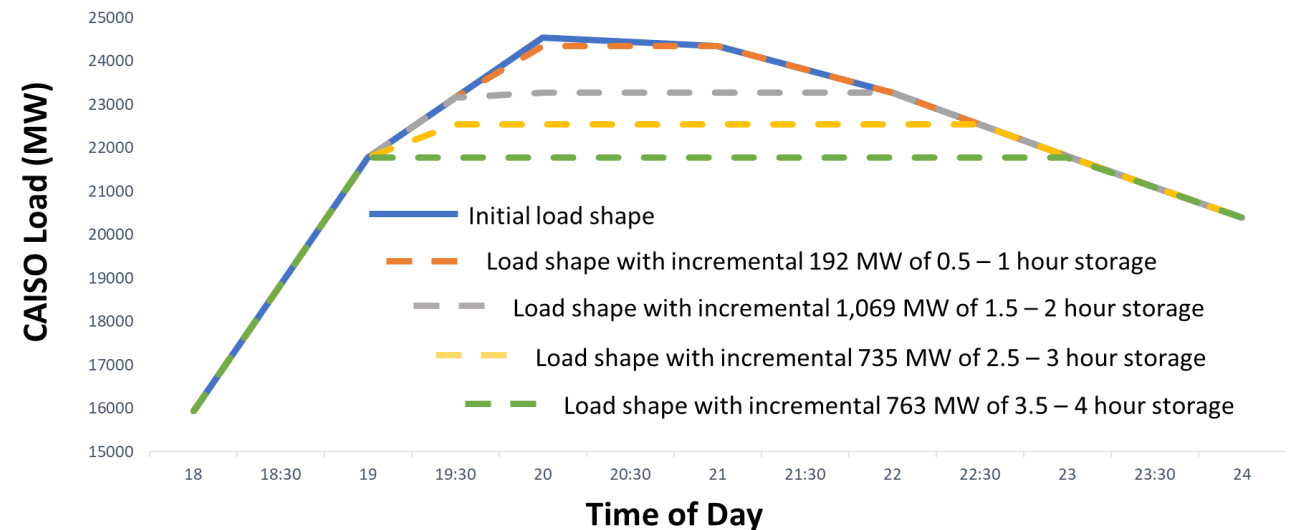 25000
24000
23000
22000
21000
20000
19000
18000
17000
16000
15000
CAISO Load (MW)
Initial load shape
Load shape with incremental 192 MW of 0.5 – 1 hour storage
Load shape with incremental 1,069 MW of 1.5 – 2 hour storage
Load shape with incremental 735 MW of 2.5 – 3 hour storage
Load shape with incremental 763 MW of 3.5 – 4 hour storage
18 18:30 19 19:30 20 20:30 21 21:30 22 22:30 23 23:30 24
Time of Day